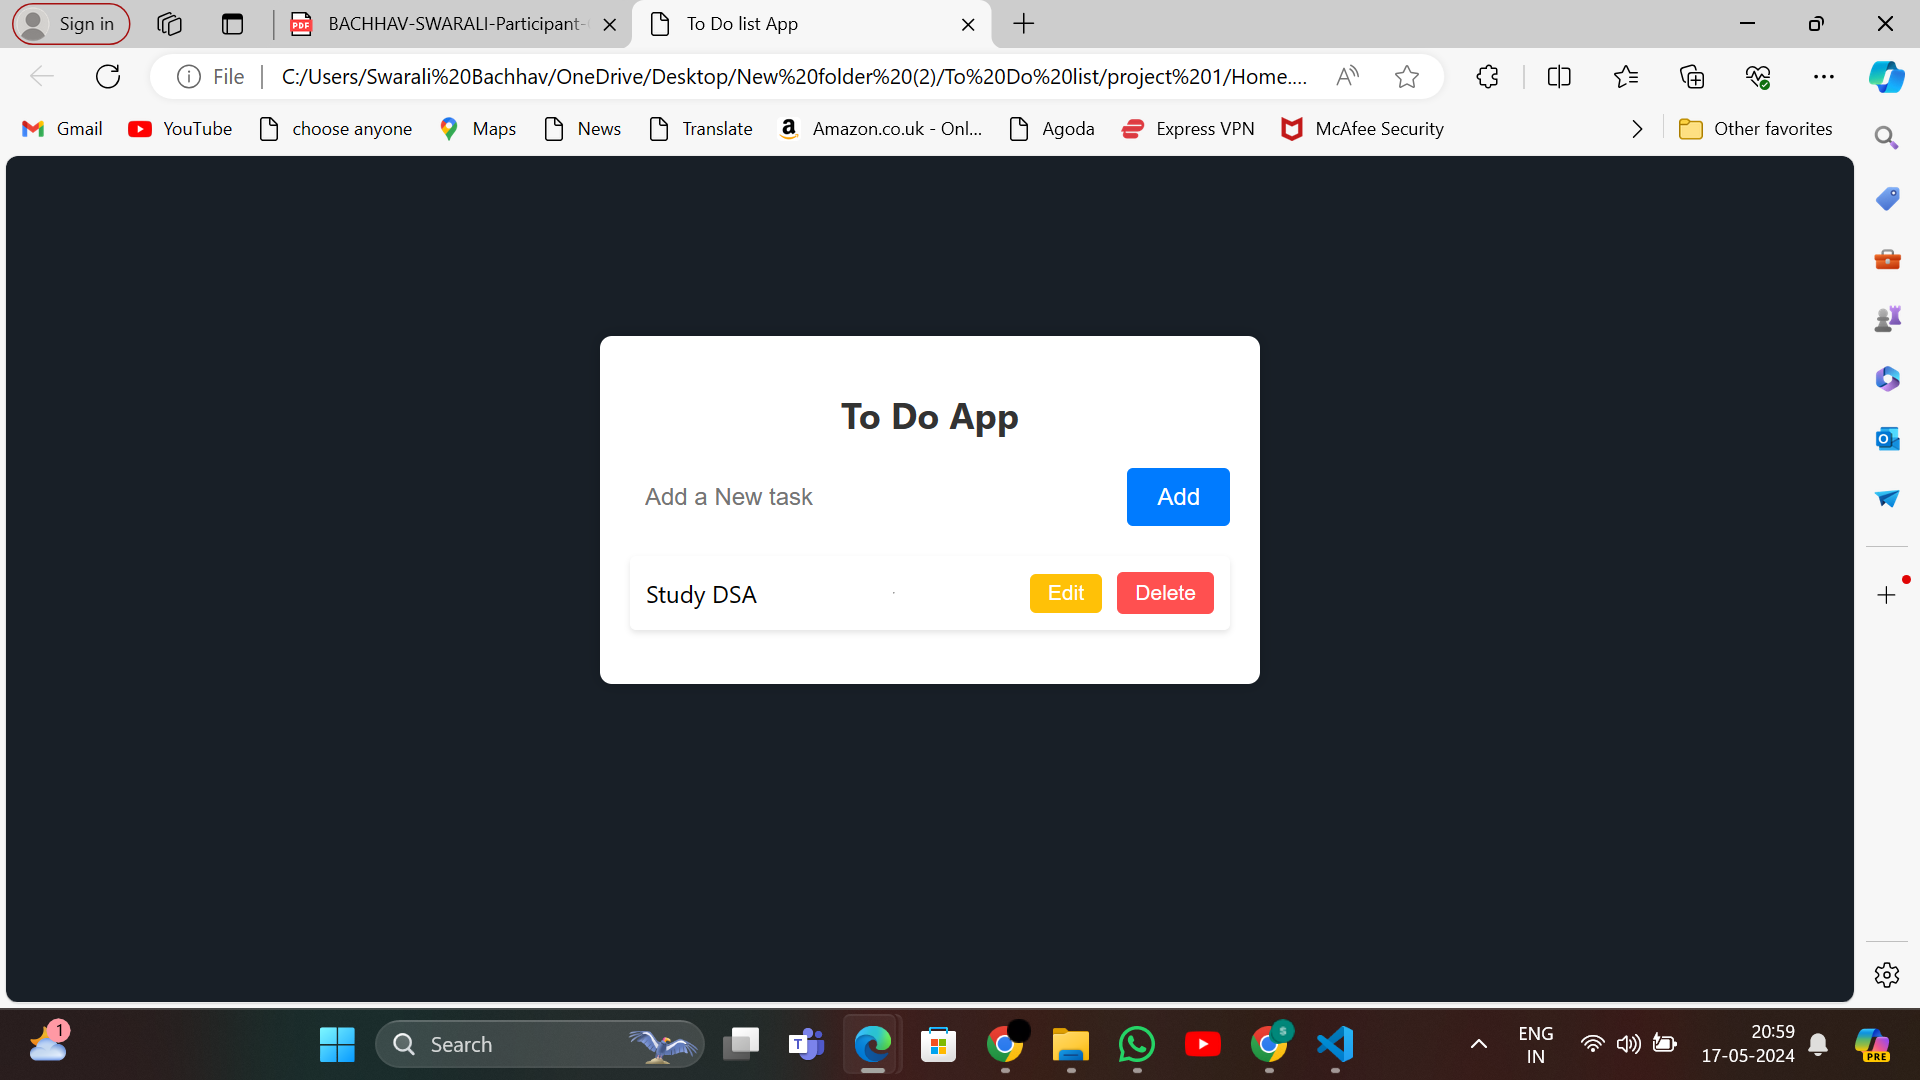 Sign in
BACHHAV-SWARALI-Participant-
To Do list App
File
C:/Users/Swarali%20Bachhav/OneDrive/Desktop/New%20folder%20(2)/To%20Do%20list/project%201/Home....
Gmail
YouTube
choose anyone
Maps
News
Translate
Amazon.co.uk - Onl...
Agoda
Express VPN
McAfee Security
Other favorites
To Do App
Add a New task
Add
Study DSA
Edit
Delete
1
Search
ENG
IN
20:59
17-05-2024
PRE